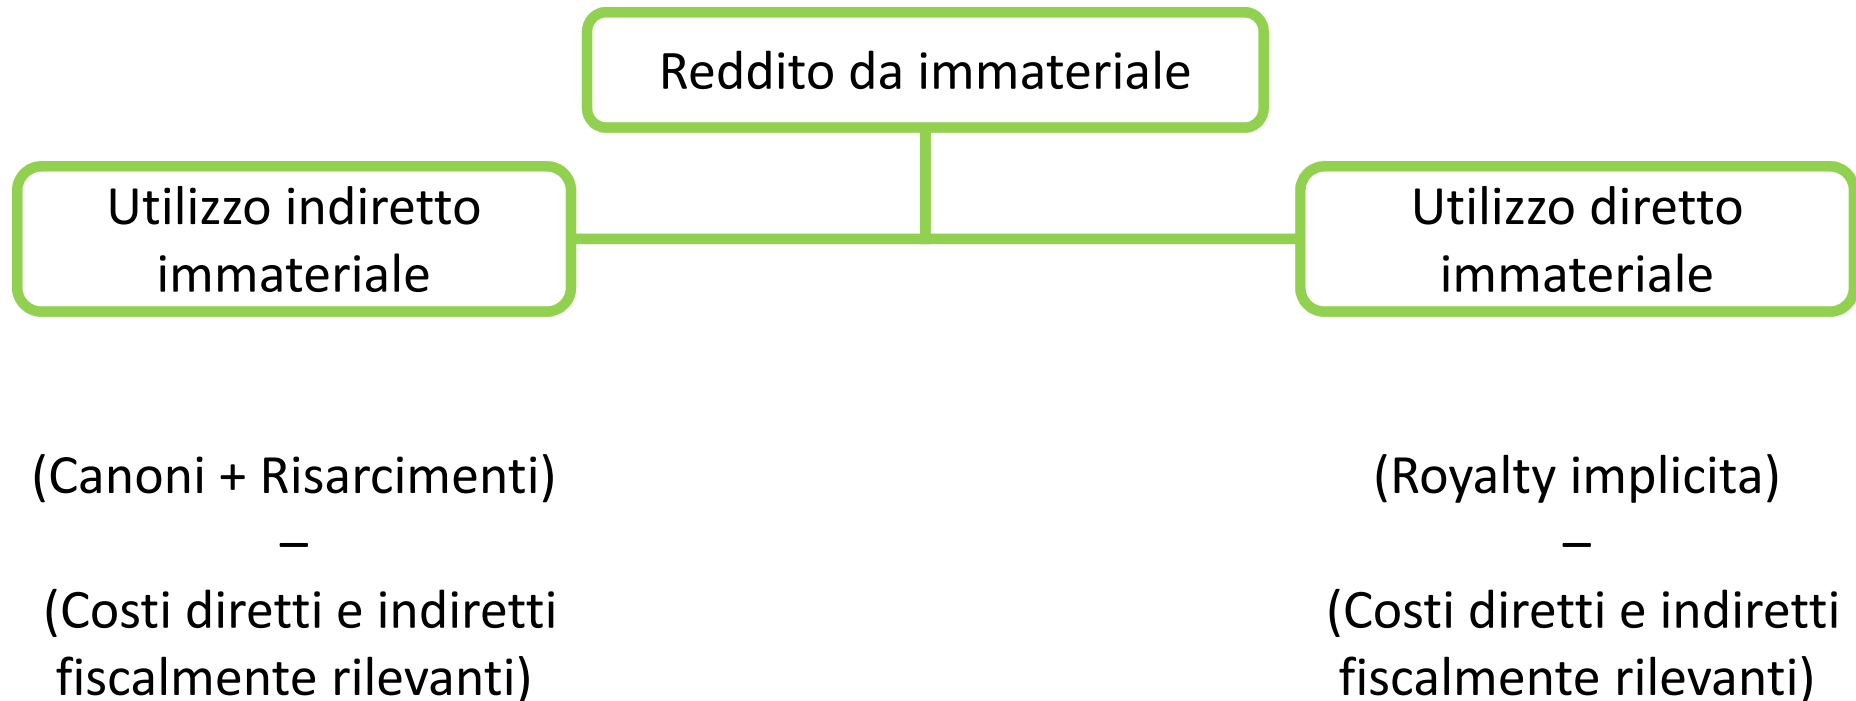 Reddito da immateriale
Utilizzo indiretto
immateriale
Utilizzo diretto
immateriale
(Canoni + Risarcimenti)
–
(Costi diretti e indiretti
fiscalmente rilevanti)
(Royalty implicita)
–
(Costi diretti e indiretti
fiscalmente rilevanti)